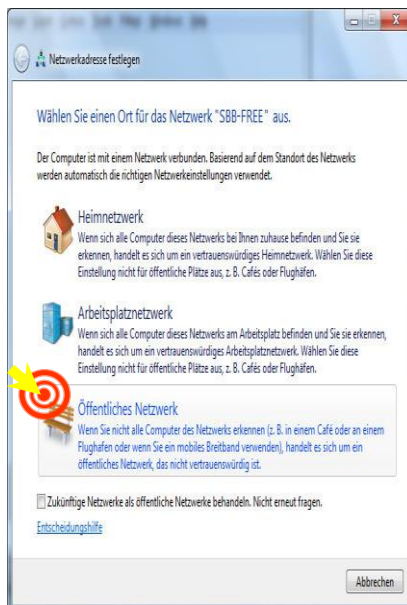 Netzwerkadresse festlegen
Wählen Sie einen Ort für das Netzwerk "SBB-FREE" aus.
Der Computer ist mit einem Netzwerk verbunden. Basierend auf dem Standort des Netzwerks
werden automatisch die richtigen Netzwerkeinstellungen verwendet.
Heimnetzwerk
Wenn sich alle Computer dieses Netzwerks bei Ihnen zuhause befinden und Sie sie
erkennen, handelt es sich um ein vertrauenswürdiges Heimnetzwerk. Wählen Sie diese
Einstellung nicht für öffentliche Plätze aus, z. B. Cafés oder Flughäfen.
Arbeitsplatznetzwerk
Wenn sich alle Computer dieses Netzwerks am Arbeitsplatz befinden und Sie sie erkennen,
handelt es sich um ein vertrauenswürdiges Arbeitsplatznetzwerk. Wählen Sie diese
Einstellung nicht für öffentliche Plätze aus, z. B. Cafés oder Flughäfen.
Öffentliches Netzwerk
Wenn Sie nicht alle Computer des Netzwerks erkennen (z. B. in einem Café oder an einem
Flughafen oder wenn Sie ein mobiles Breitband verwenden), handelt es sich um ein
öffentliches Netzwerk, das nicht vertrauenswürdig ist.
Zukünftige Netzwerke als öffentliche Netzwerke behandeln. Nicht erneut fragen.
Entscheidungshilfe
Abbrechen